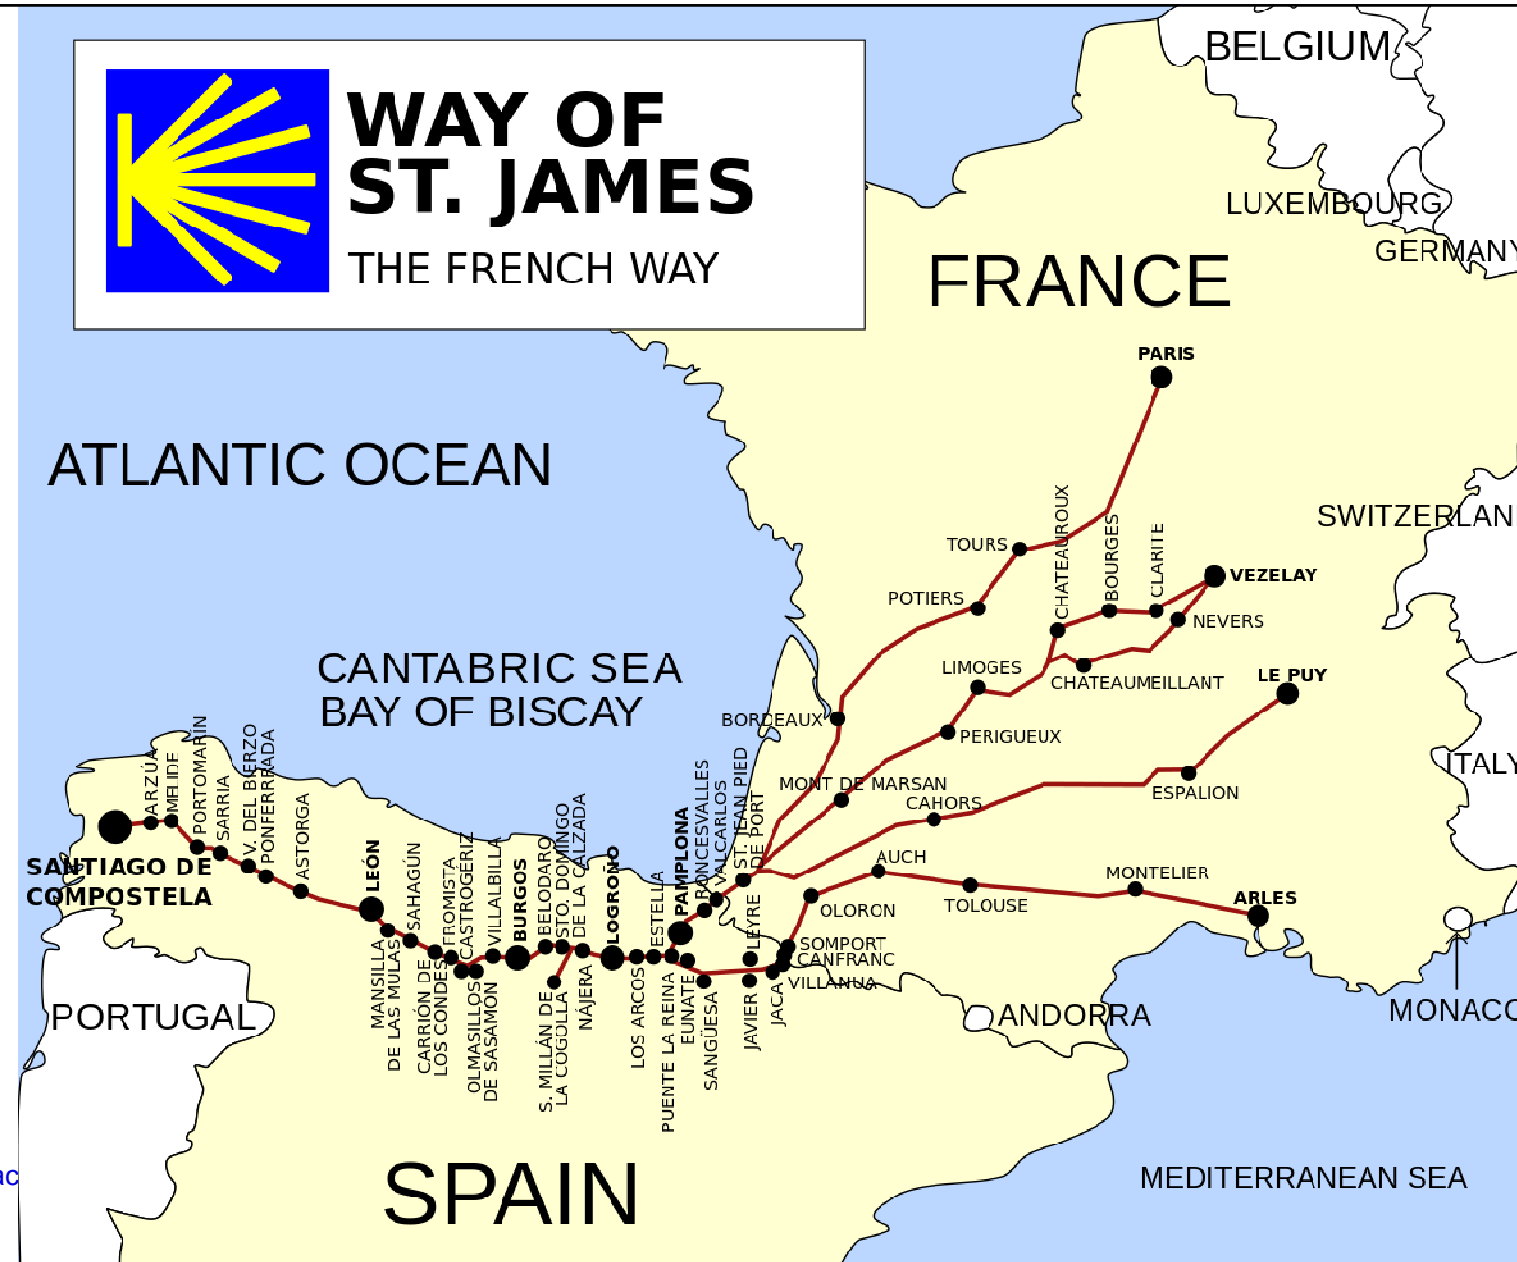 BELGIUM
WAY OF
ST. JAMES
THE FRENCH WAY
LUXEMBOURG
GERMANY
FRANCE
PARIS
ATLANTIC OCEAN
SWITZERLAN
TOURS
CHATEAUROUX
BOURGES
CLARITE
VEZELAY
POTIERS
NEVERS
CANTABRIC SEA
BAY OF BISCAY
LIMOGES
CHATEAUMEILLANT
LE PUY
BORDEAUX
PERIGUEUX
ITALY
MONT DE MARSAN
CAHORS
ESPALION
ARZÚA
MELIDE
PORTOMARÍN
SARRIA
V. DEL BIERZO
PONFERRADA
ASTORGA
SANTIAGO DE
COMPOSTELA
LEÓN
SAHAGÚN
FROMISTA
CASTROGERIZ
VILLALBILLA
BURGOS
BELODARO
STO. DOMINGO
DE LA CALZADA
LOGROÑO
ESTELLA
PAMPLONA
RONCESVALLES
VALCARLOS
ST. JEAN PIED
DE PORT
LEYRE
AUCH
MONTELIER
OLORON
TOLOUSE
ARLES
SOMPORT
CANFRANC
VILLANUA
MANSILLA
DE LAS MULAS
CARRIÓN DE
LOS CONDES
OLMASILLOS
DE SASAMÓN
S. MILLÁN DE
LA COGOLLA
NÁJERA
LOS ARCOS
PUENTE LA REINA
EUNATE
SANGÜESA
JAVIER
JACA
PORTUGAL
ANDORRA
MONACO
ac
SPAIN
MEDITERRANEAN SEA